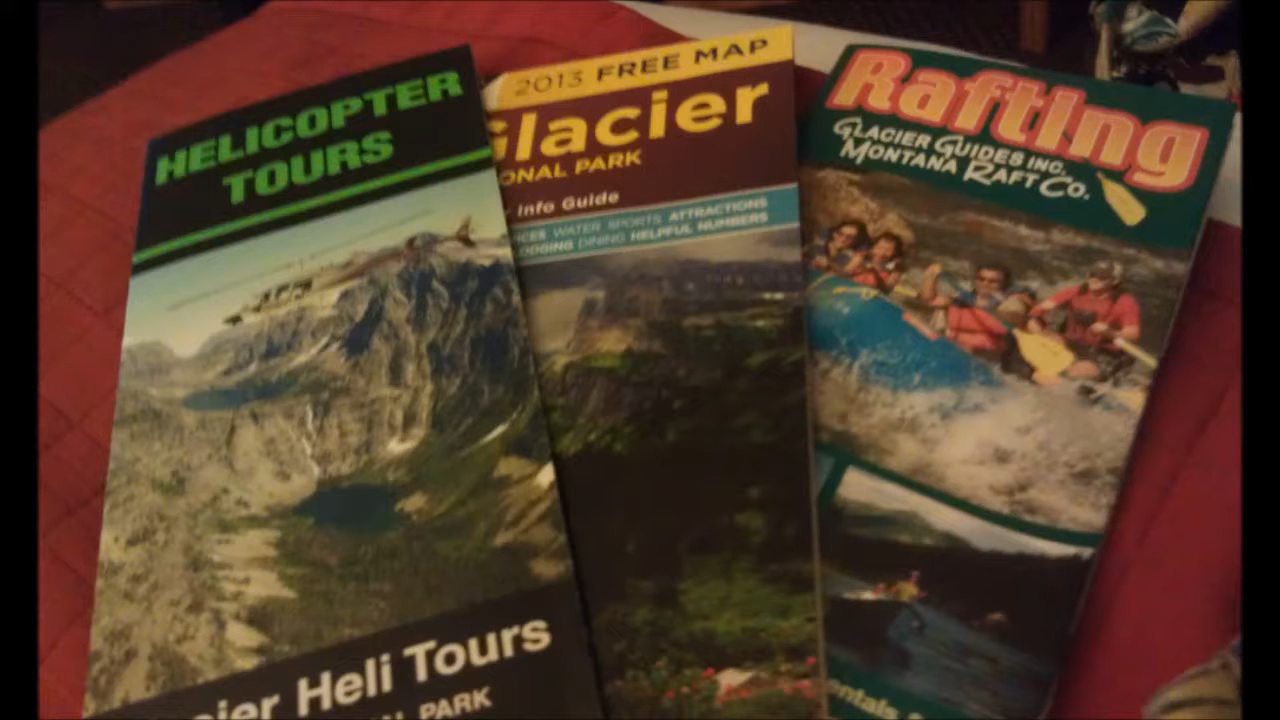 HELICOPTER
TOURS
Heli Tours
PARK
2013 FREE MAP
lacier
ONAL PARK
Info Guide
WATER SPORTS ATTRACTIONS
DINING HELPFUL NUMBERS
Rafting
GLACIER GUIDES INC.
MONTANA RAFT CO.